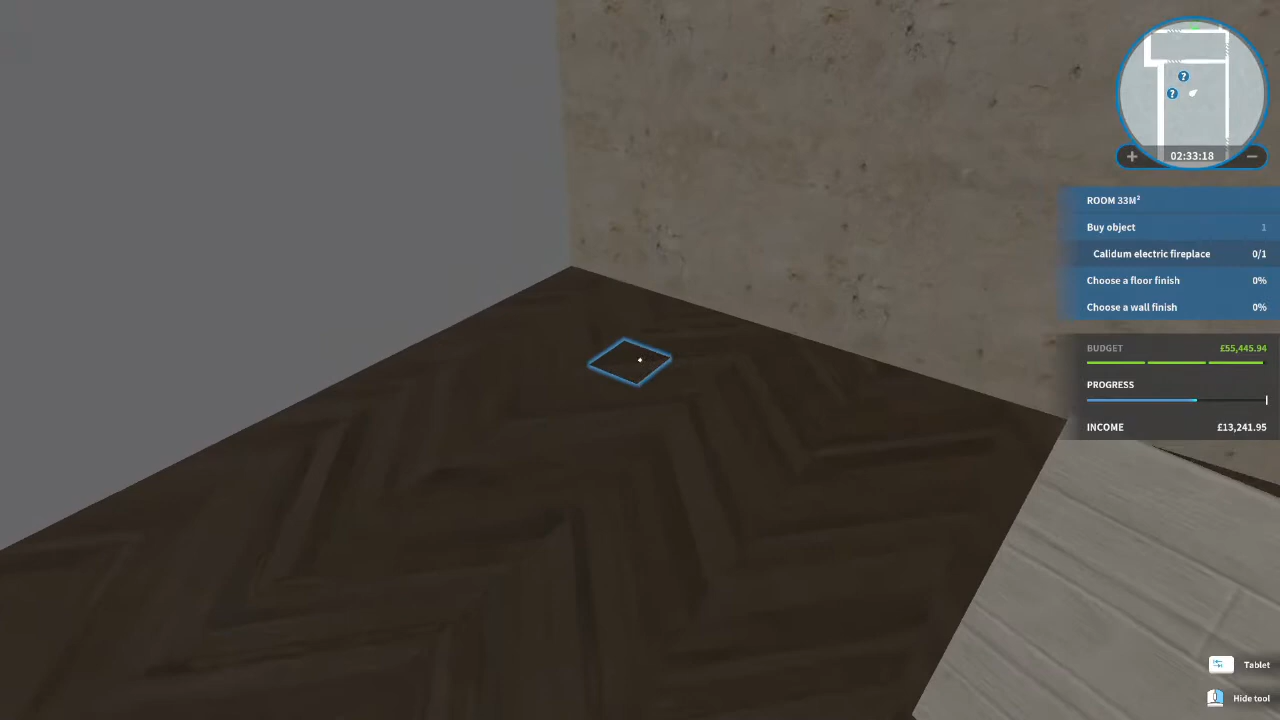 ?
?
+ 02:33:18 −
ROOM 33M²
Buy object 1
Calidum electric fireplace 0/1
Choose a floor finish 0%
Choose a wall finish 0%
BUDGET £55,445.94
PROGRESS
INCOME £13,241.95
Tablet
Hide tool